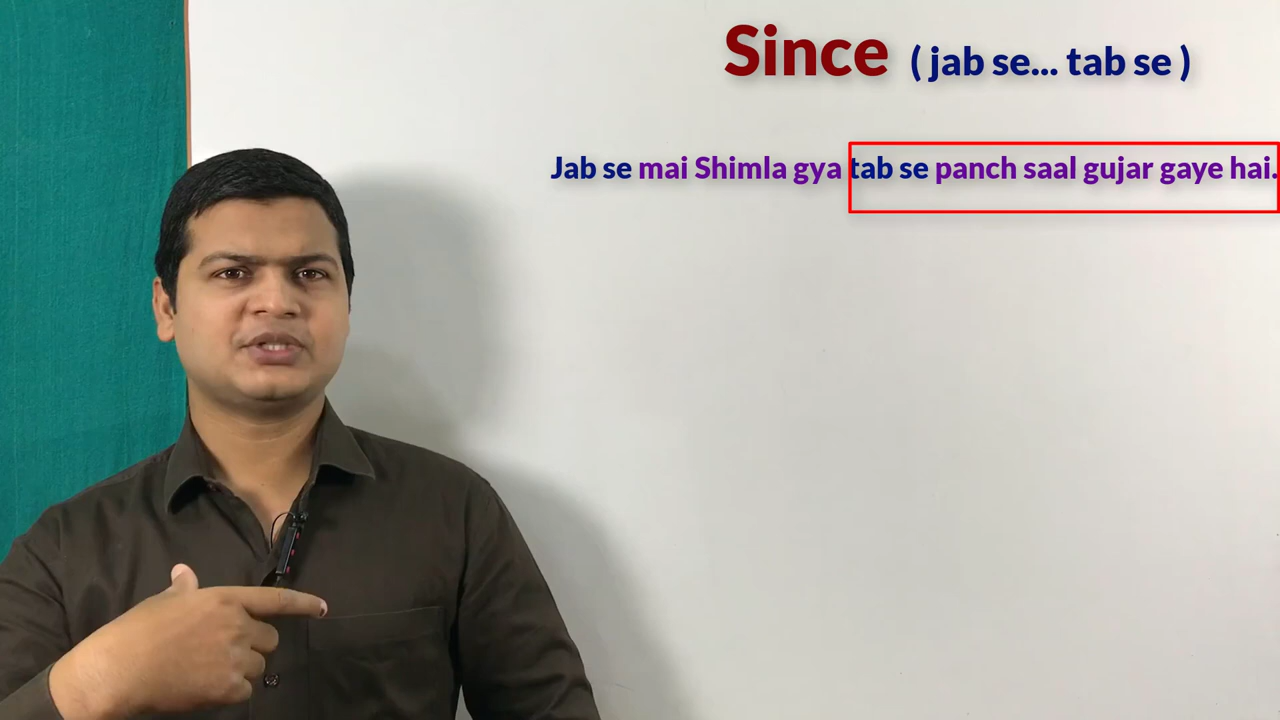 Since ( jab se... tab se )
Jab se mai Shimla gya tab se panch saal gujar gaye hai.